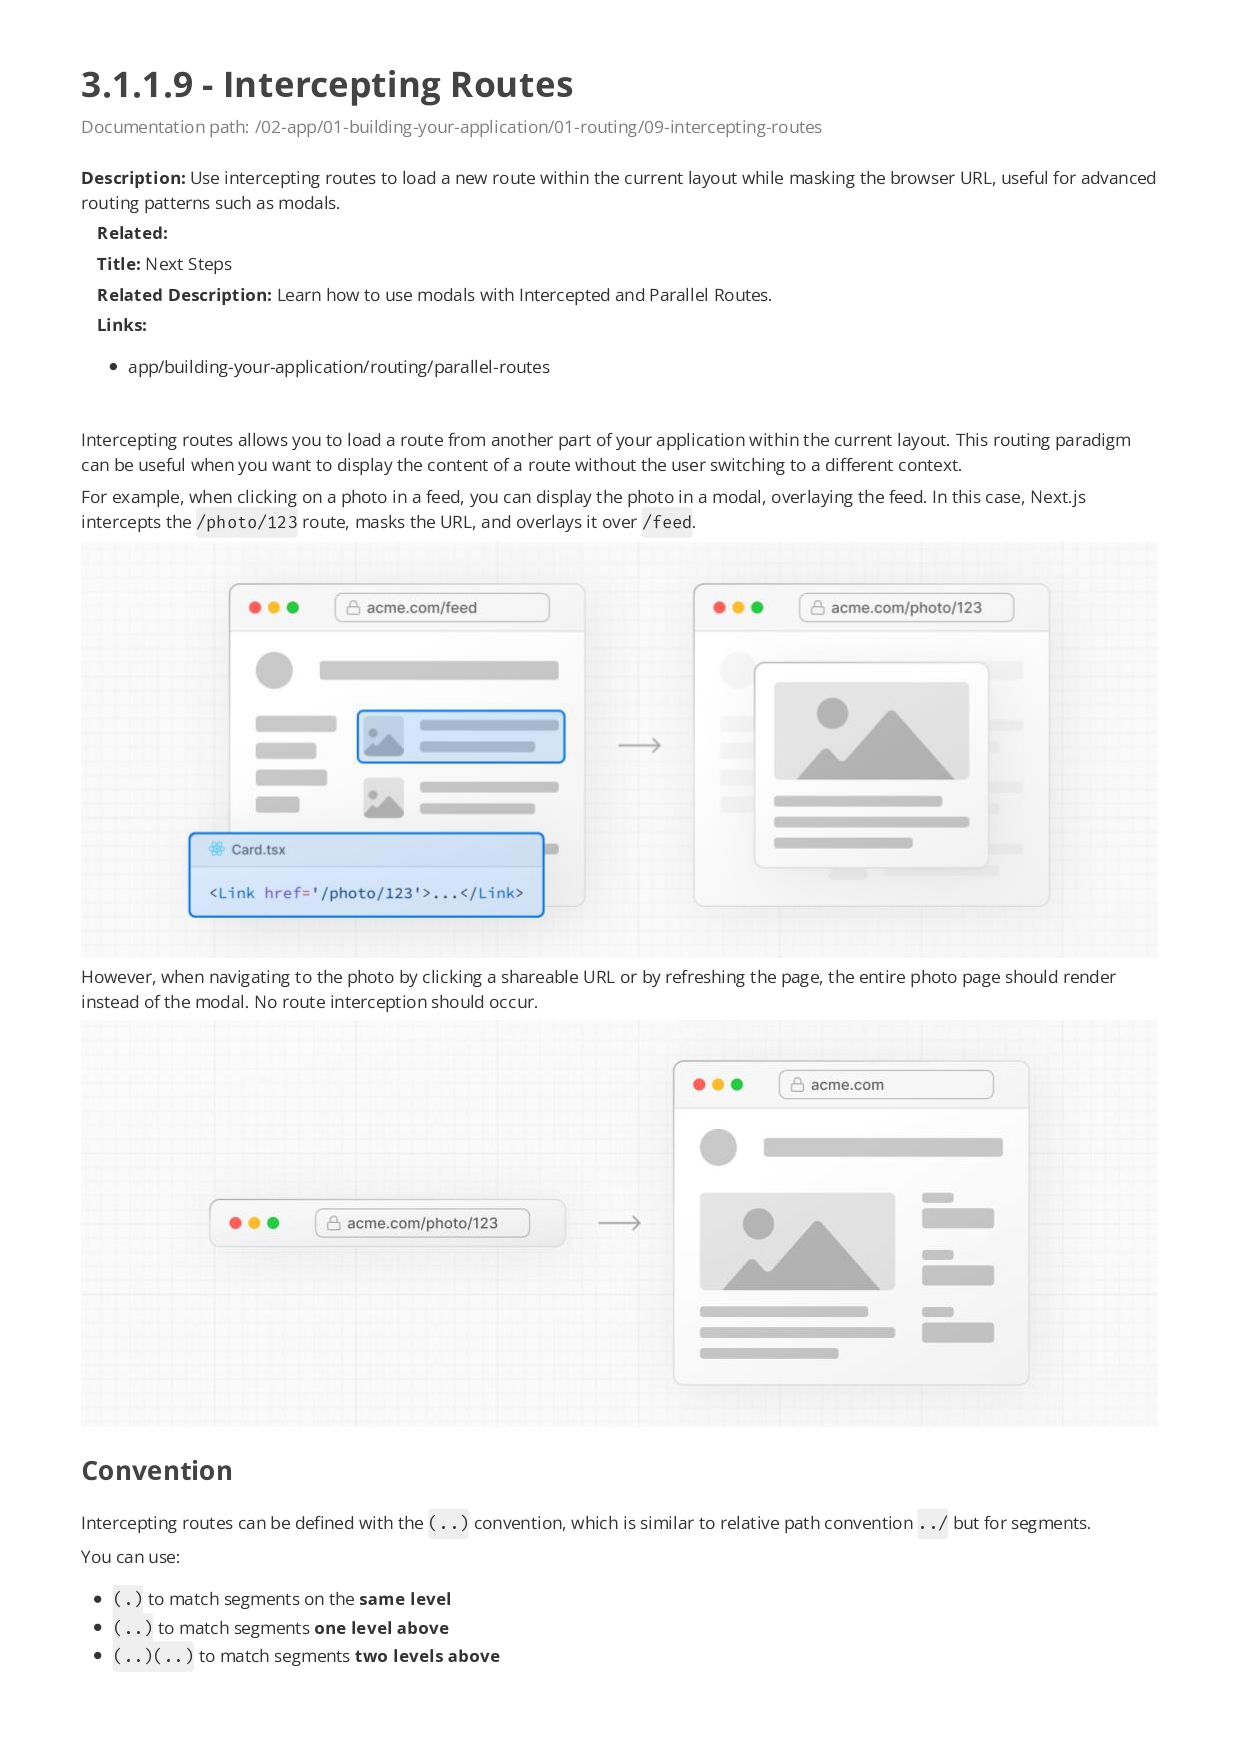 3.1.1.9 - Intercepting Routes
Documentation path: /02-app/01-building-your-application/01-routing/09-intercepting-routes
Description: Use intercepting routes to load a new route within the current layout while masking the browser URL, useful for advanced
routing patterns such as modals.
Related:
Title: Next Steps
Related Description: Learn how to use modals with Intercepted and Parallel Routes.
Links:
• app/building-your-application/routing/parallel-routes
Intercepting routes allows you to load a route from another part of your application within the current layout. This routing paradigm
can be useful when you want to display the content of a route without the user switching to a different context.
For example, when clicking on a photo in a feed, you can display the photo in a modal, overlaying the feed. In this case, Next.js
intercepts the /photo/123 route, masks the URL, and overlays it over /feed.
acme.com/feed
acme.com/photo/123
Card.tsx
<Link href='/photo/123'>...</Link>
However, when navigating to the photo by clicking a shareable URL or by refreshing the page, the entire photo page should render
instead of the modal. No route interception should occur.
acme.com
acme.com/photo/123
Convention
Intercepting routes can be defined with the (..) convention, which is similar to relative path convention ../ but for segments.
You can use:
• (.) to match segments on the same level
• (..) to match segments one level above
• (..)(..) to match segments two levels above